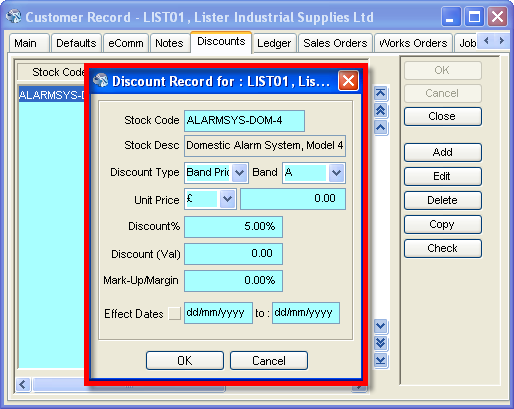 Customer Record - LIST01, Lister Industrial Supplies Ltd
Main Defaults eComm Notes Discounts Ledger Sales Orders Works Orders Job
Stock Code
ALARMSYS-D
Discount Record for : LIST01 , Lis...
Stock Code ALARMSYS-DOM-4
Stock Desc Domestic Alarm System, Model 4
Discount Type Band Pric Band A
Unit Price £ 0.00
Discount% 5.00%
Discount (Val) 0.00
Mark-Up/Margin 0.00%
Effect Dates dd/mm/yyyy to : dd/mm/yyyy
OK Cancel
OK
Cancel
Close
Add
Edit
Delete
Copy
Check